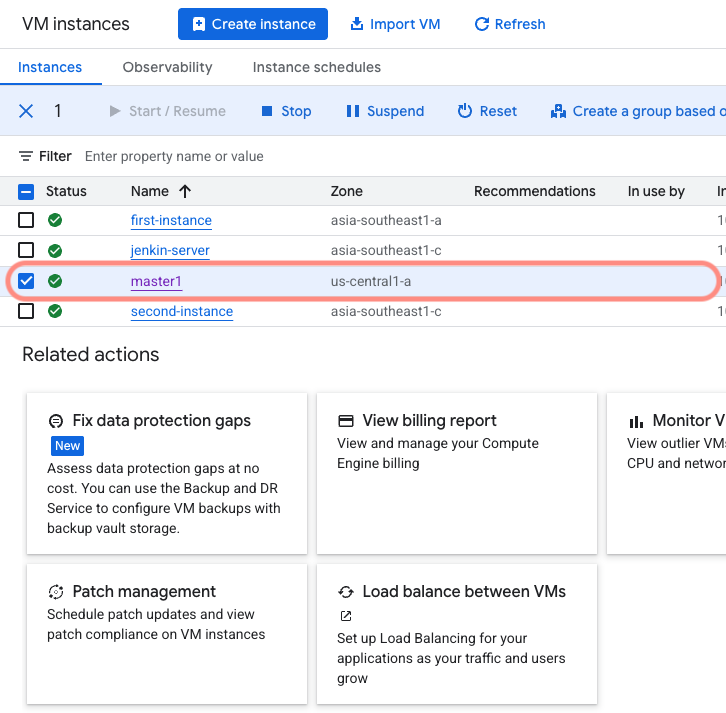 VM instances Create instance Import VM Refresh
Instances Observability Instance schedules
1 Start / Resume Stop Suspend Reset Create a group based
Filter Enter property name or value
Status Name Zone Recommendations In use by
first-instance asia-southeast1-a
jenkin-server asia-southeast1-c
master1 us-central1-a
second-instance asia-southeast1-c
Related actions
Fix data protection gaps
New
Assess data protection gaps at no
cost. You can use the Backup and DR
Service to configure VM backups with
backup vault storage.
View billing report
View and manage your Compute
Engine billing
Monitor
View outlier VMs
CPU and
Patch management
Schedule patch updates and view
patch compliance on VM instances
Load balance between VMs
Set up Load Balancing for your
applications as your traffic and users
grow